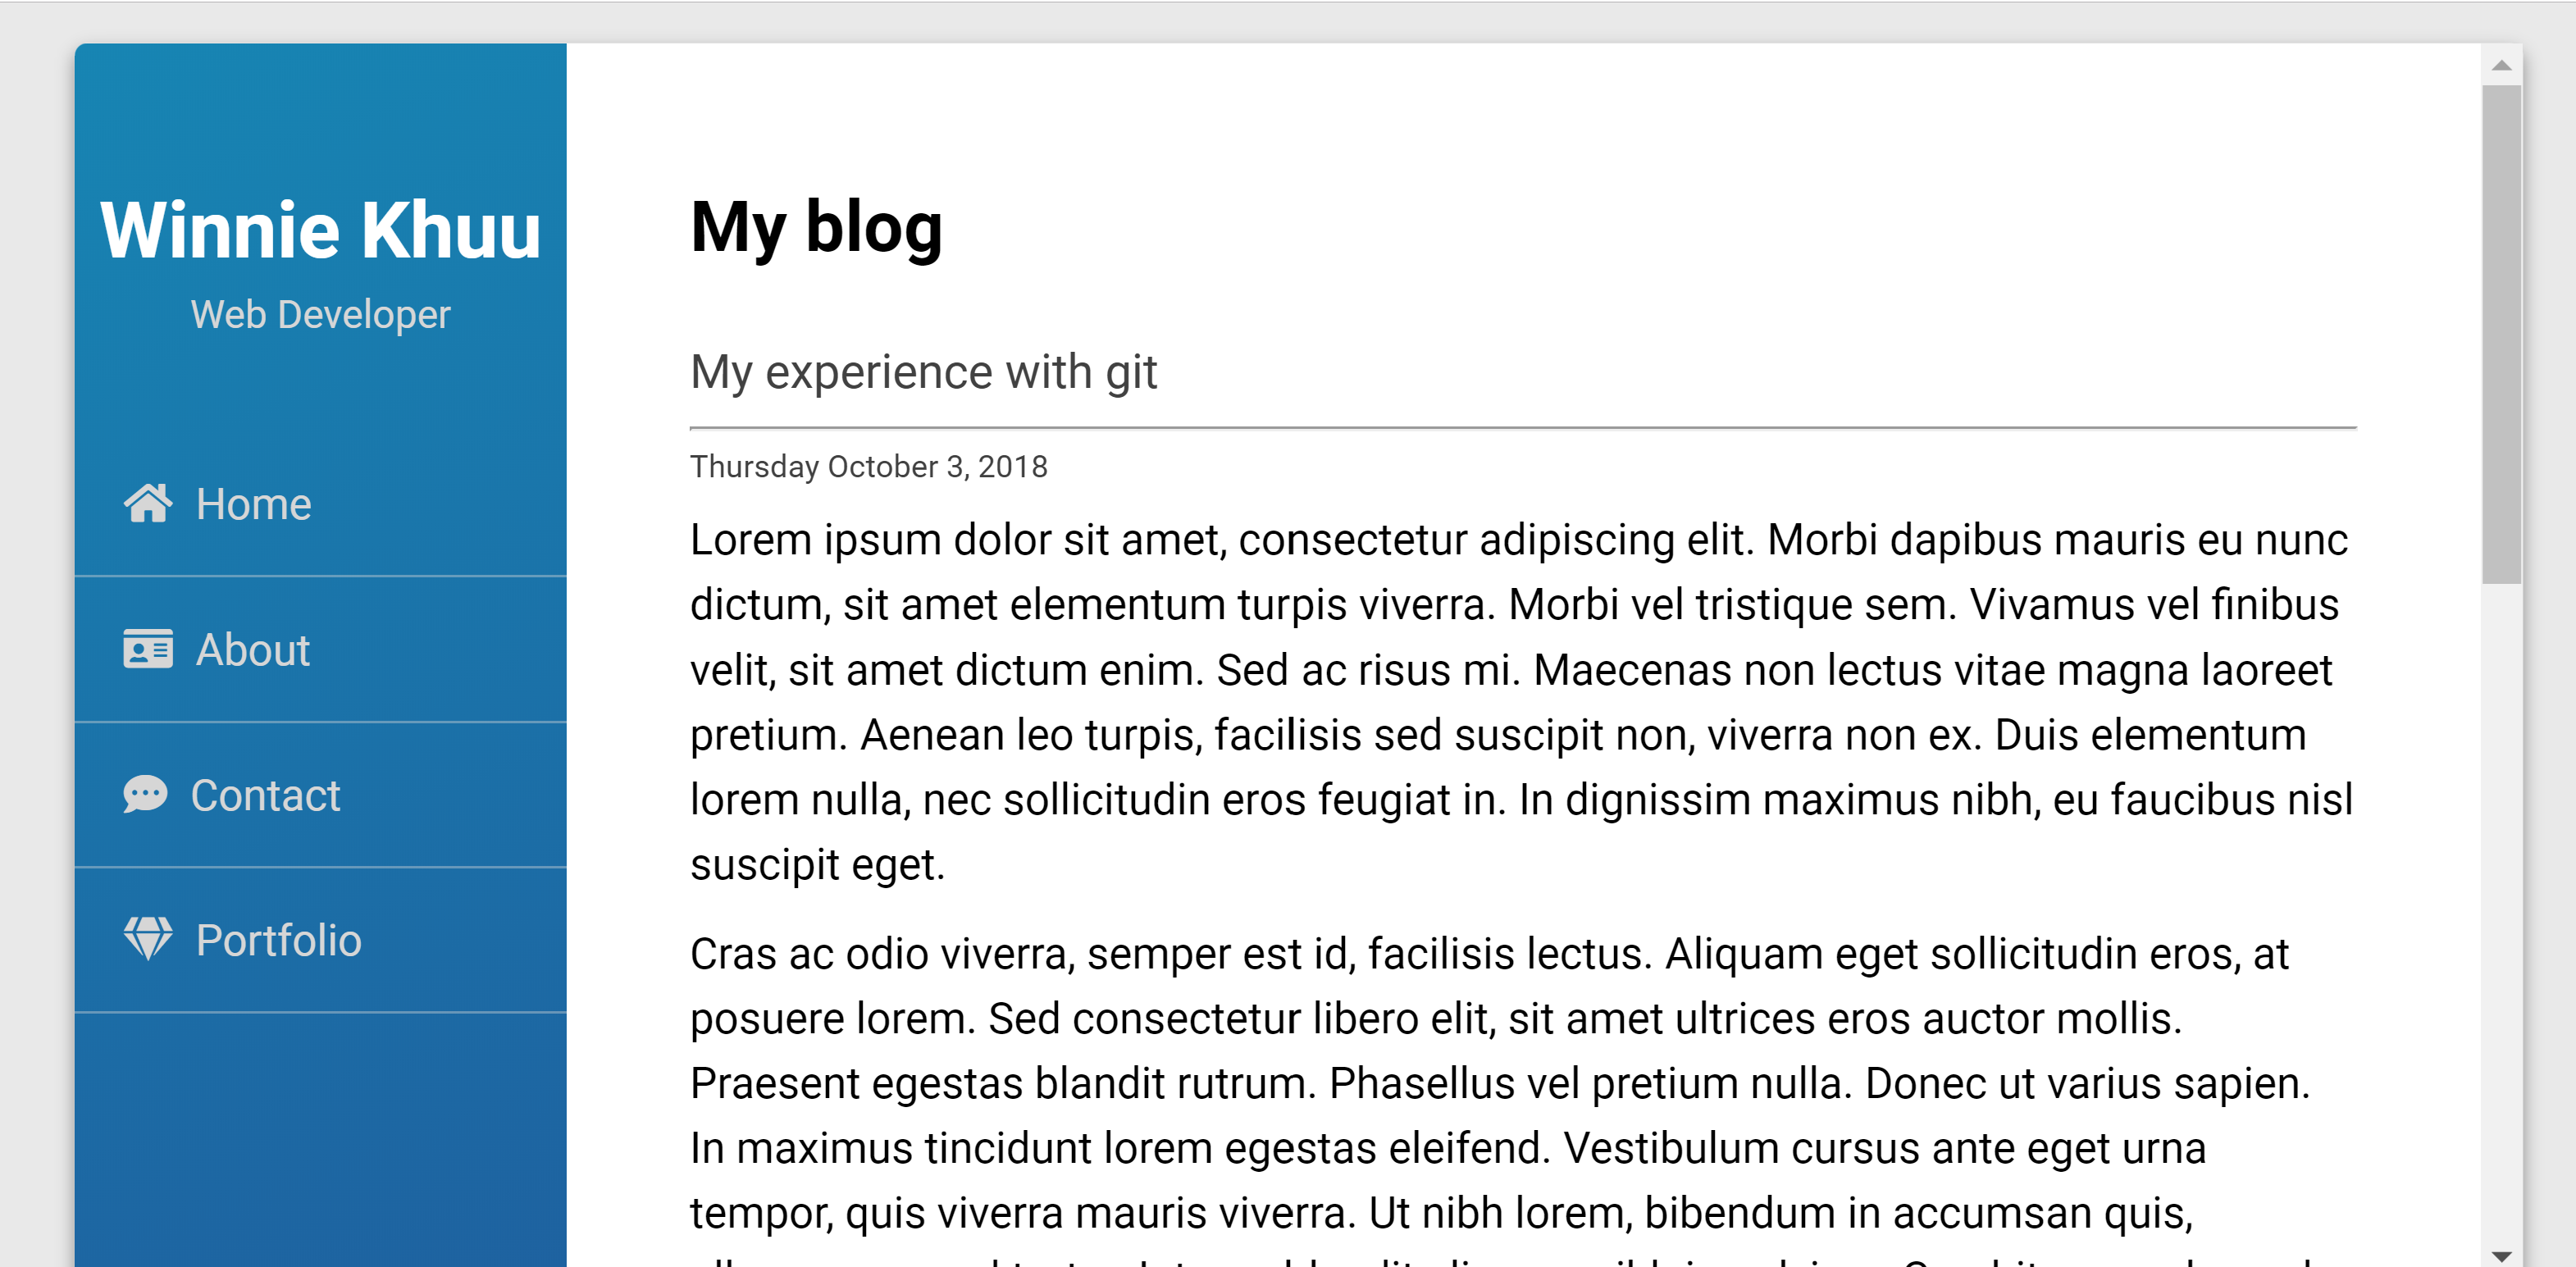 Winnie Khuu
Web Developer
Home
About
Contact
Portfolio
My blog
My experience with git
Thursday October 3, 2018
Lorem ipsum dolor sit amet, consectetur adipiscing elit. Morbi dapibus mauris eu nunc
dictum, sit amet elementum turpis viverra. Morbi vel tristique sem. Vivamus vel finibus
velit, sit amet dictum enim. Sed ac risus mi. Maecenas non lectus vitae magna laoreet
pretium. Aenean leo turpis, facilisis sed suscipit non, viverra non ex. Duis elementum
lorem nulla, nec sollicitudin eros feugiat in. In dignissim maximus nibh, eu faucibus nisl
suscipit eget.
Cras ac odio viverra, semper est id, facilisis lectus. Aliquam eget sollicitudin eros, at
posuere lorem. Sed consectetur libero elit, sit amet ultrices eros auctor mollis.
Praesent egestas blandit rutrum. Phasellus vel pretium nulla. Donec ut varius sapien.
In maximus tincidunt lorem egestas eleifend. Vestibulum cursus ante eget urna
tempor, quis viverra mauris viverra. Ut nibh lorem, bibendum in accumsan quis,